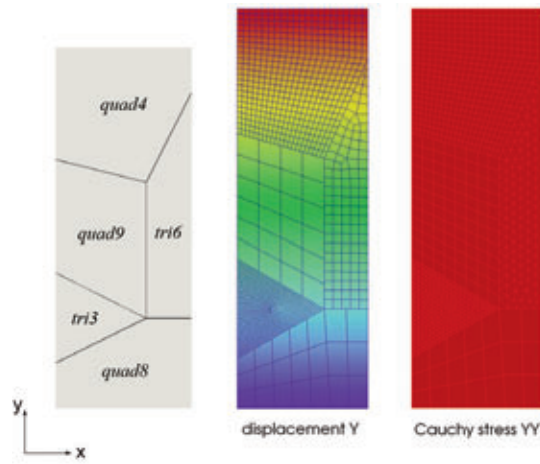 quad4
quad9
tri6
tri3
quad8
y
x
displacement Y
Cauchy stress YY